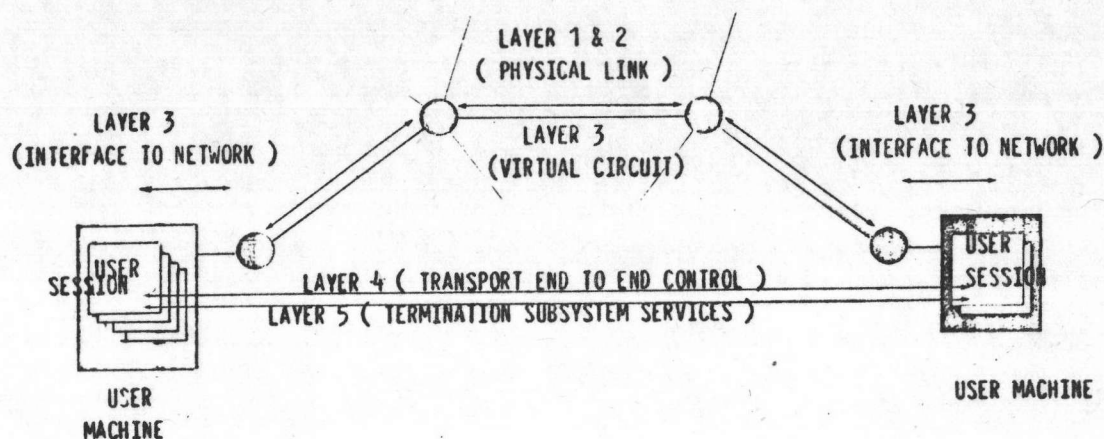 LAYER 1 & 2
( PHYSICAL LINK )
LAYER 3
(INTERFACE TO NETWORK )
LAYER 3
(VIRTUAL CIRCUIT)
LAYER 3
(INTERFACE TO NETWORK )
USER
SESSION
USER
SESSION
LAYER 4 ( TRANSPORT END TO END CONTROL )
LAYER 5 ( TERMINATION SUBSYSTEM SERVICES )
USER
MACHINE
USER MACHINE